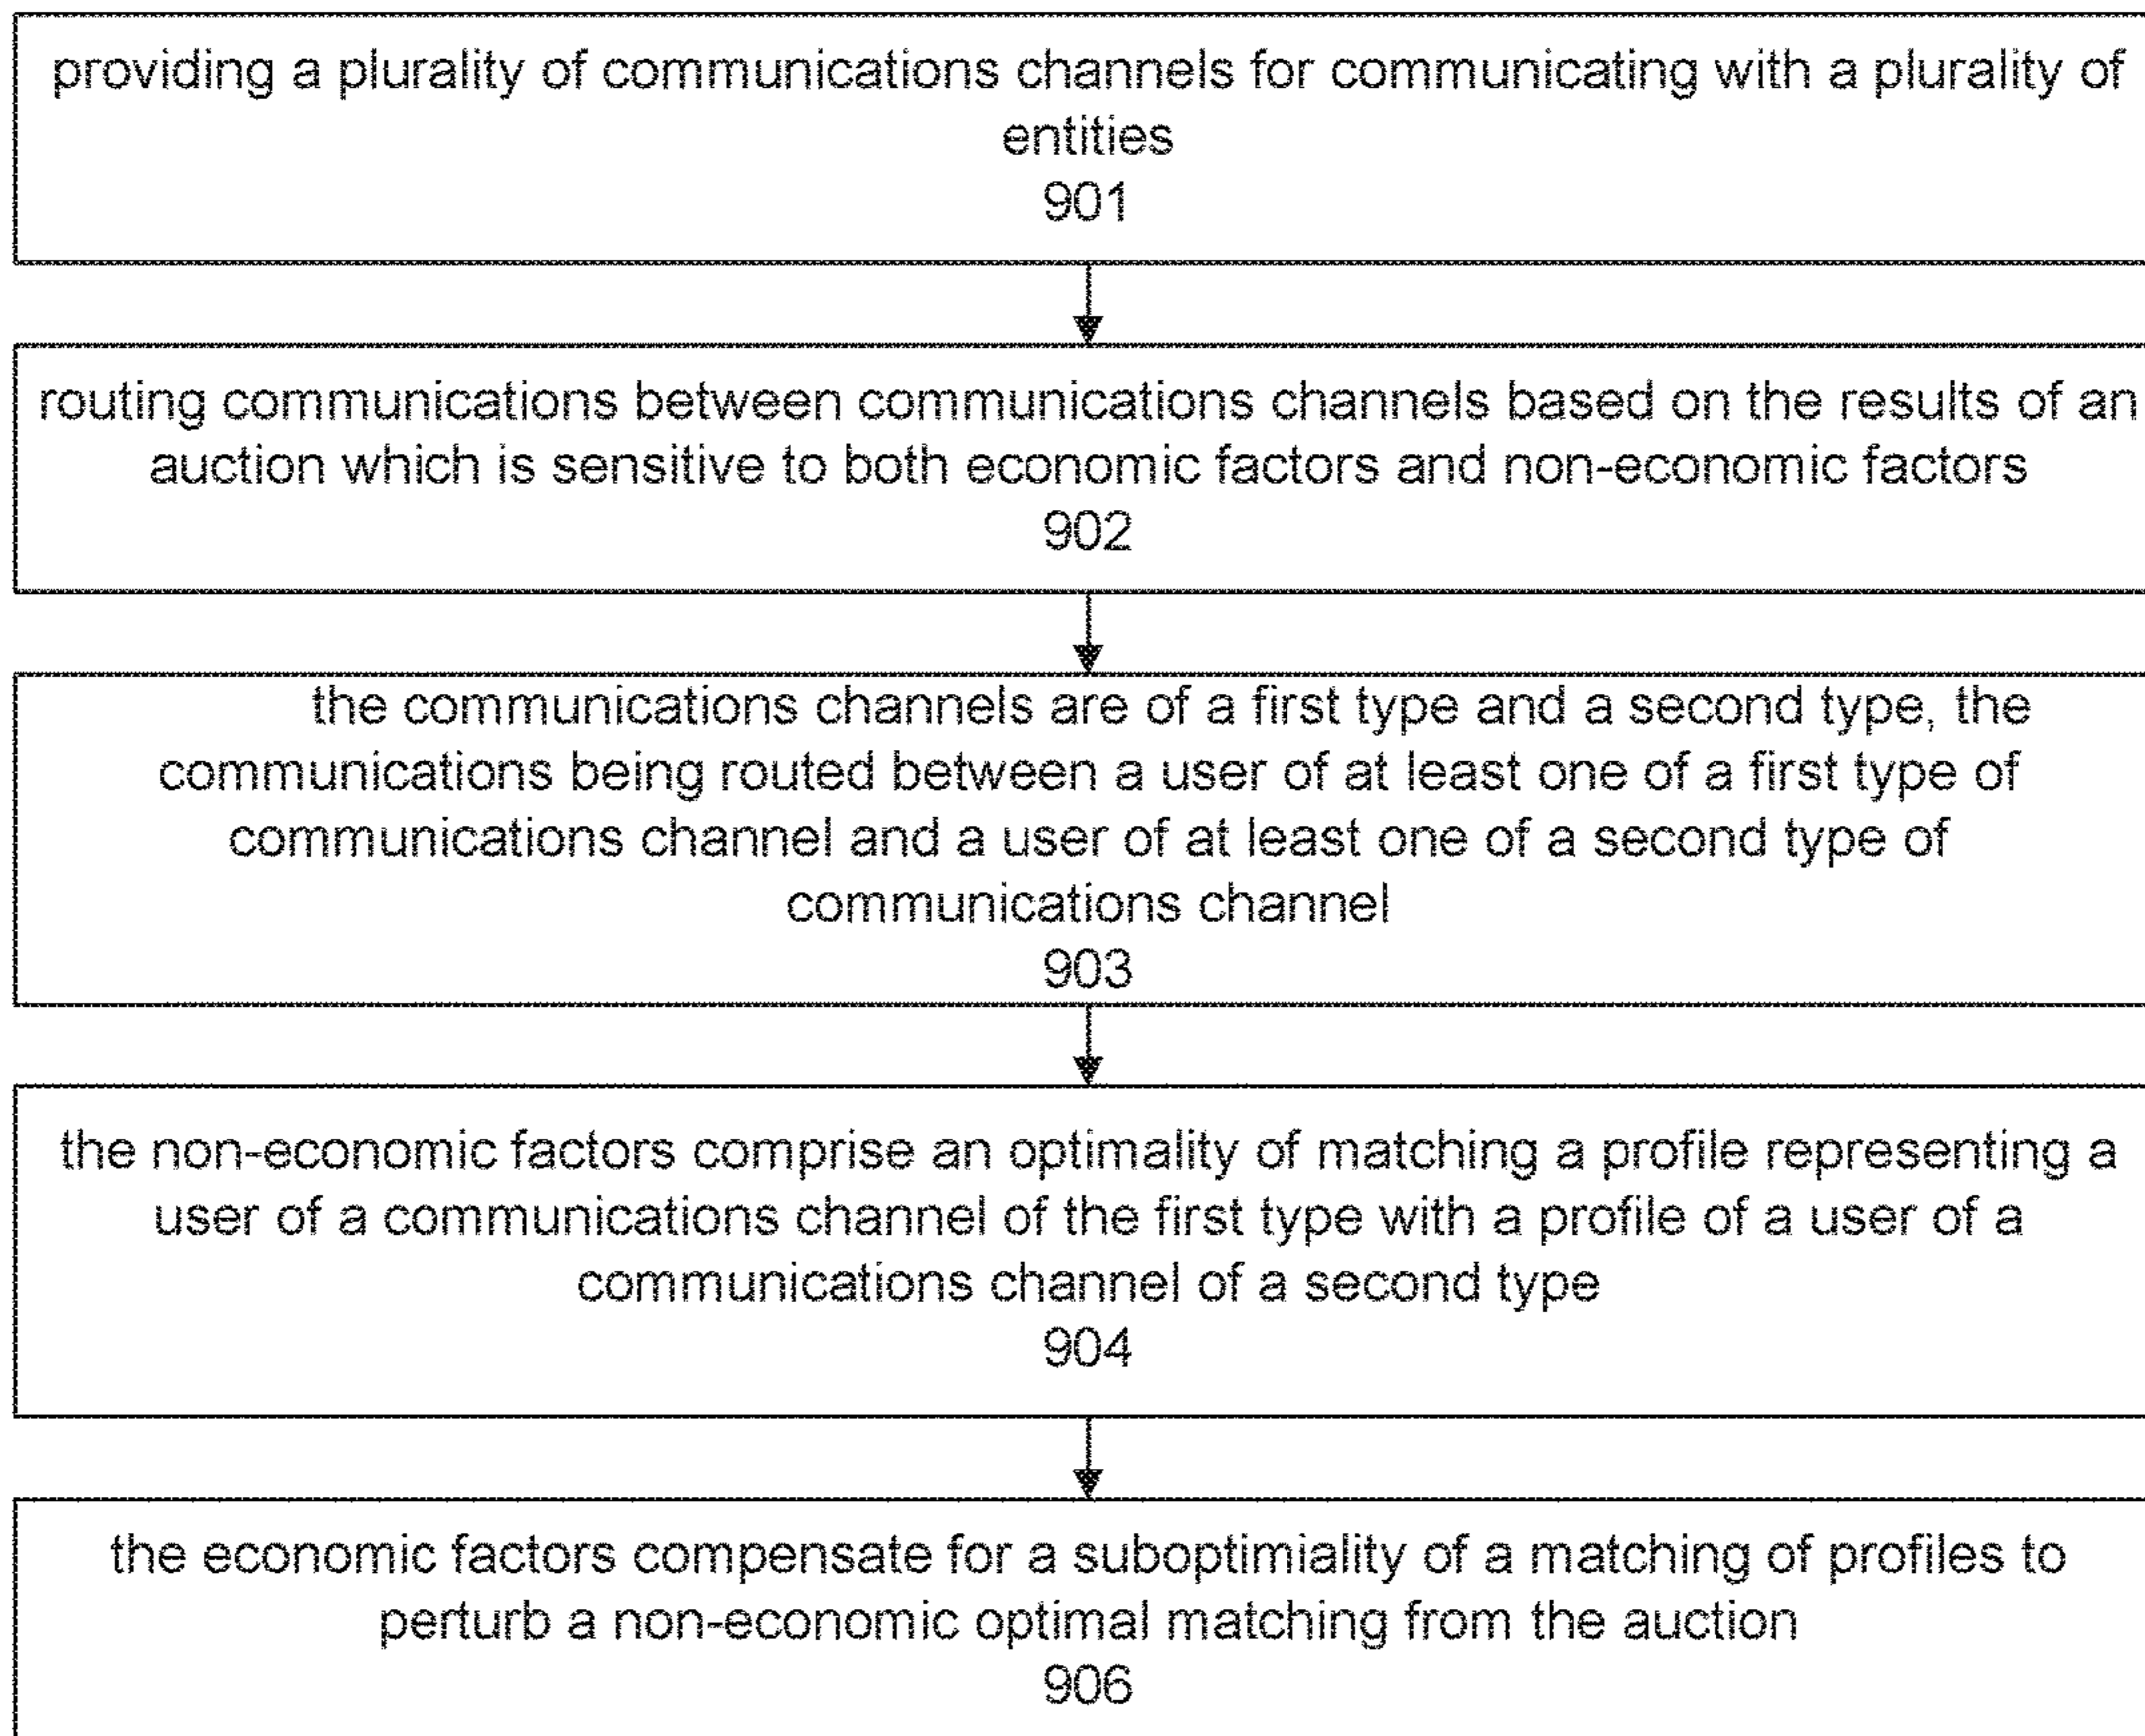 providing a plurality of communications channels for communicating with a plurality of
entities
901
routing communications between communications channels based on the results of an
auction which is sensitive to both economic factors and non-economic factors
902
the communications channels are of a first type and a second type, the
communications being routed between a user of at least one of a first type of
communications channel and a user of at least one of a second type of
communications channel
903
the non-economic factors comprise an optimality of matching a profile representing a
user of a communications channel of the first type with a profile of a user of a
communications channel of a second type
904
the economic factors compensate for a suboptimiality of a matching of profiles to
perturb a non-economic optimal matching from the auction
906